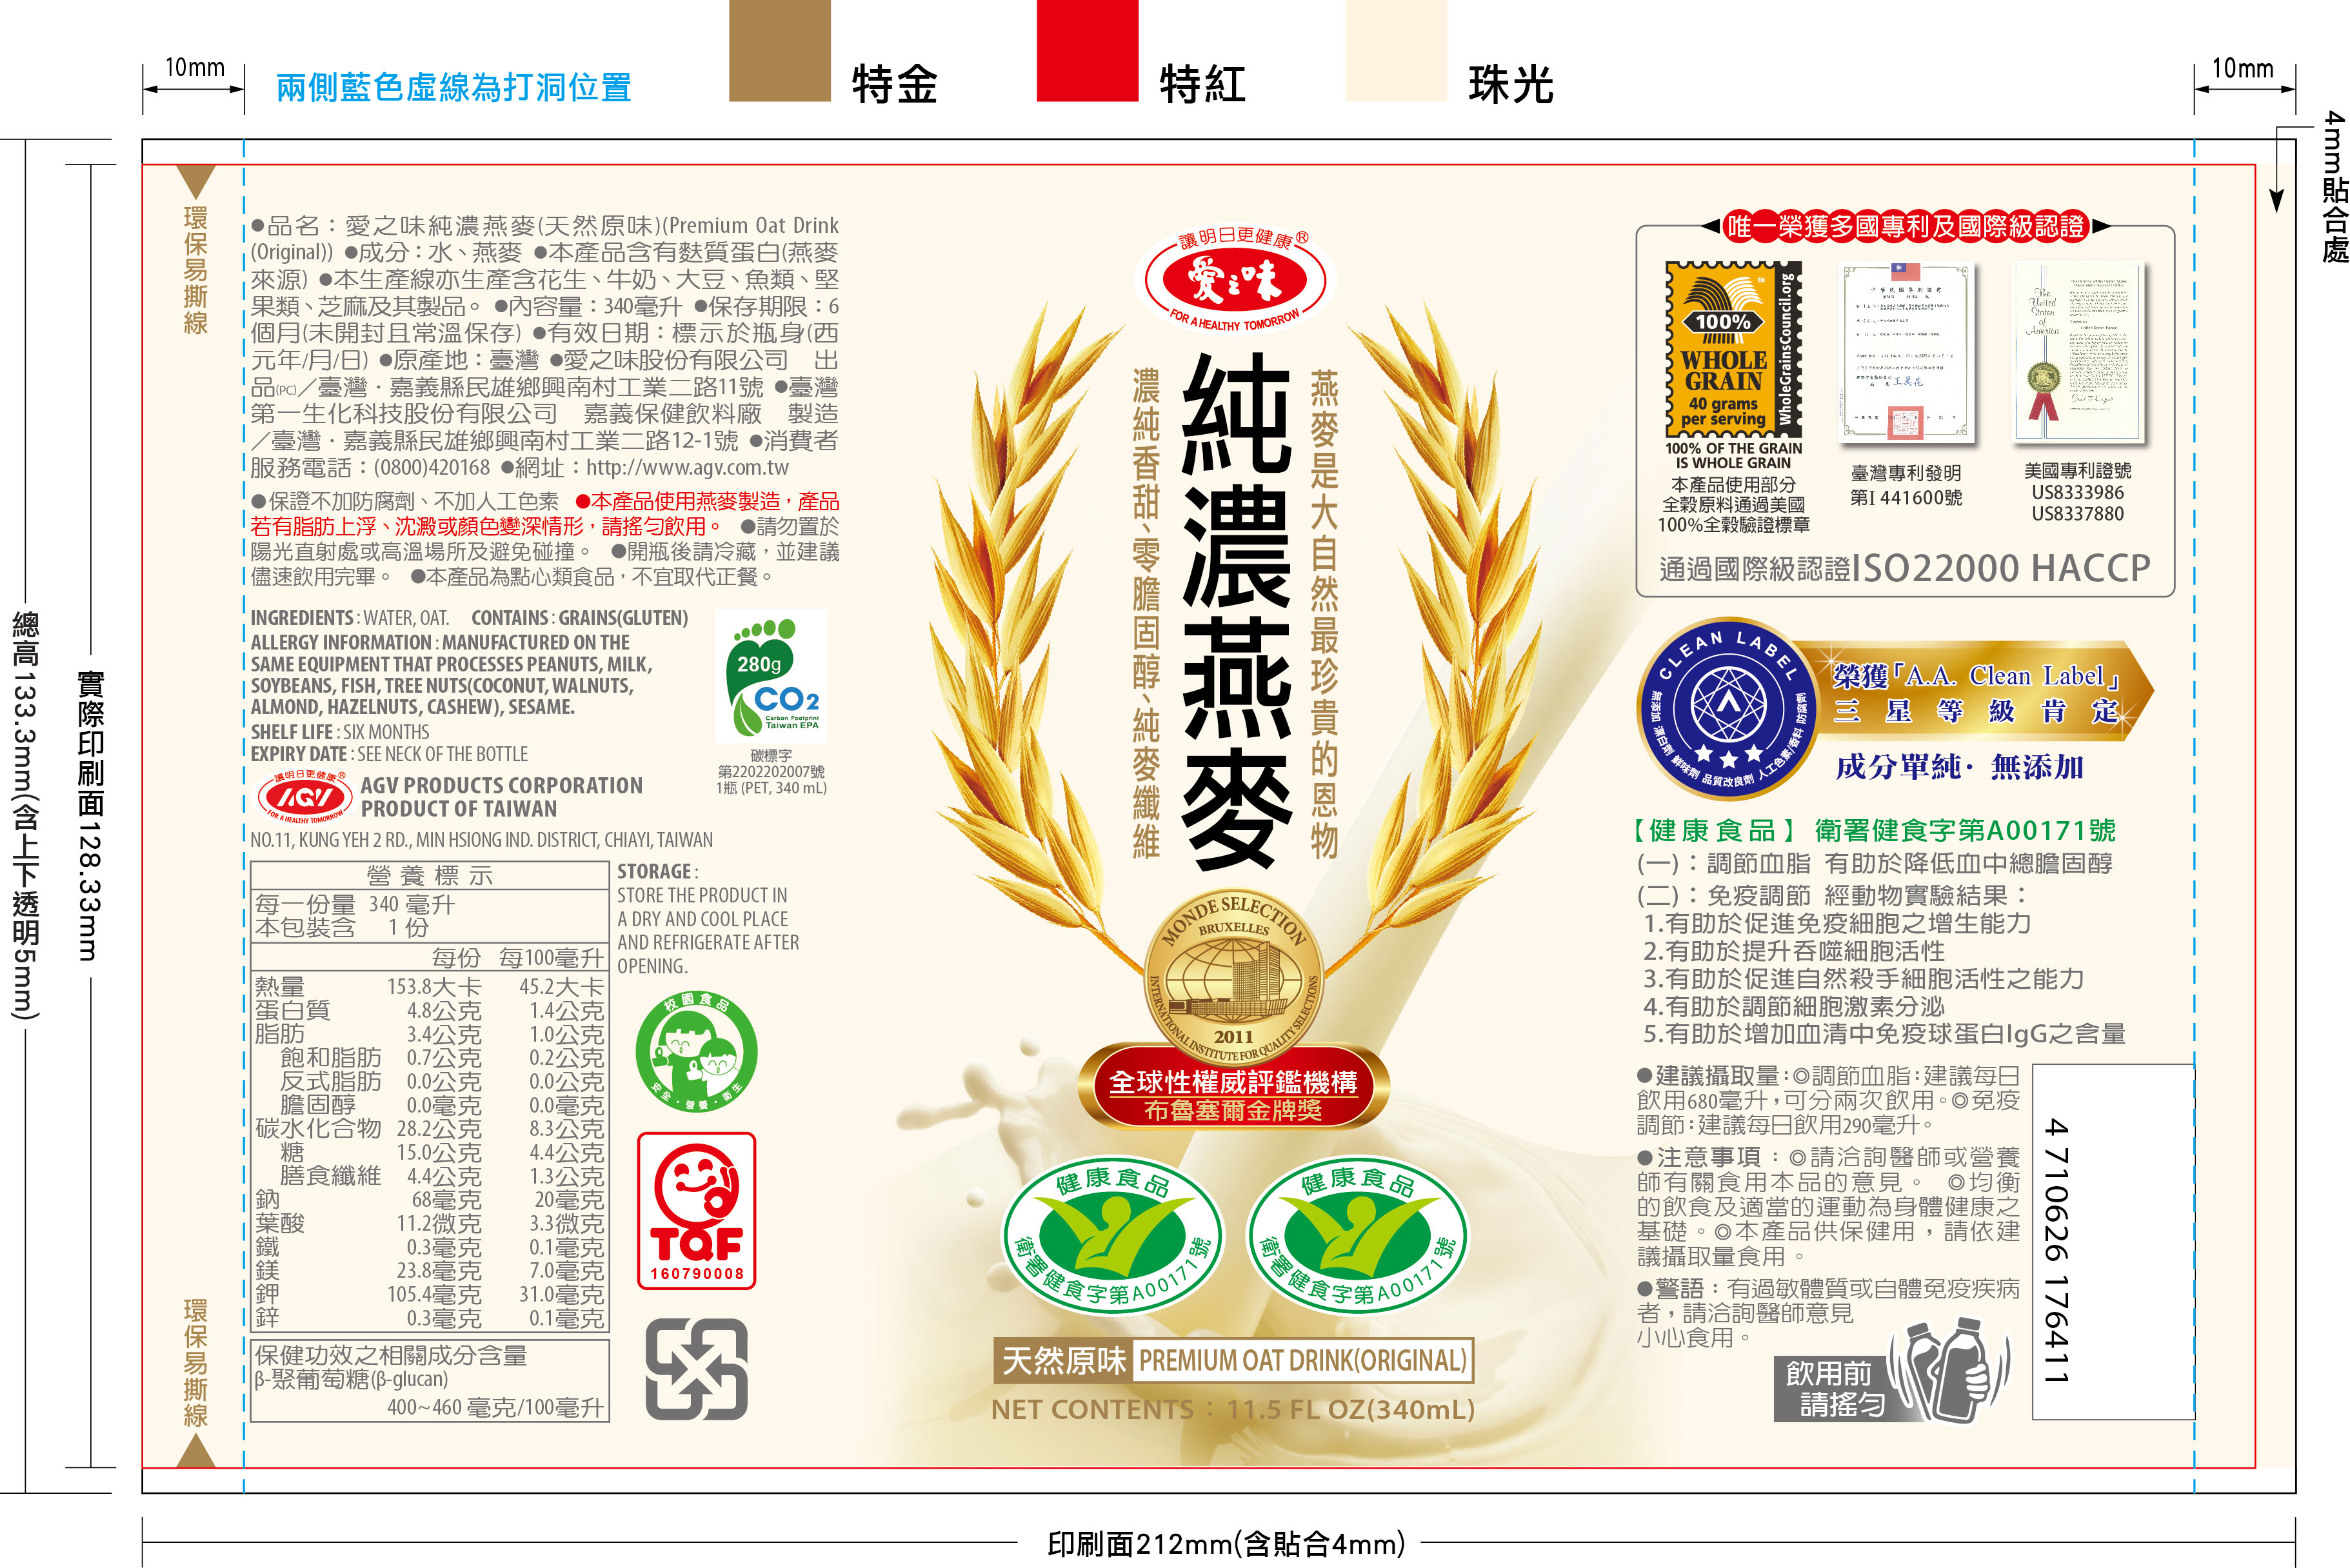 10mm
兩側藍色虛線為打洞位置
特金
特紅
珠光
10mm
4mm貼合處
總高133.3mm(含上下透明5mm)
實際印刷面128.33mm
環保易撕線
環保易撕線
●品名：愛之味純濃燕麥(天然原味)(Premium Oat Drink
(Original)) ●成分：水、燕麥 ●本產品含有麩質蛋白(燕麥
來源) ●本生產線亦生產含花生、牛奶、大豆、魚類、堅
果類、芝麻及其製品。 ●內容量：340毫升 ●保存期限：6
個月(未開封且常溫保存) ●有效日期：標示於瓶身(西
元年/月/日) ●原產地：臺灣 ●愛之味股份有限公司　出
品(PC)／臺灣．嘉義縣民雄鄉興南村工業二路11號 ●臺灣
第一生化科技股份有限公司　嘉義保健飲料廠　製造
／臺灣．嘉義縣民雄鄉興南村工業二路12-1號 ●消費者
服務電話：(0800)420168 ●網址：http://www.agv.com.tw
●保證不加防腐劑、不加人工色素 ●本產品使用燕麥製造，產品
若有脂肪上浮、沈澱或顏色變深情形，請搖勻飲用。 ●請勿置於
陽光直射處或高溫場所及避免碰撞。 ●開瓶後請冷藏，並建議
儘速飲用完畢。 ●本產品為點心類食品，不宜取代正餐。
INGREDIENTS：WATER, OAT. CONTAINS：GRAINS(GLUTEN)
ALLERGY INFORMATION：MANUFACTURED ON THE
SAME EQUIPMENT THAT PROCESSES PEANUTS, MILK,
SOYBEANS, FISH, TREE NUTS(COCONUT, WALNUTS,
ALMOND, HAZELNUTS, CASHEW), SESAME.
SHELF LIFE：SIX MONTHS
EXPIRY DATE：SEE NECK OF THE BOTTLE
280g
CO2
Carbon Footprint
Taiwan EPA
碳標字
第2202202007號
1瓶 (PET, 340 mL)
讓明日更健康®
AGV
FOR A HEALTHY TOMORROW
AGV PRODUCTS CORPORATION
PRODUCT OF TAIWAN
NO.11, KUNG YEH 2 RD., MIN HSIONG IND. DISTRICT, CHIAYI, TAIWAN
營養標示
每一份量 340 毫升
本包裝含 1 份
每份 每100毫升
熱量 153.8大卡 45.2大卡
蛋白質 4.8公克 1.4公克
脂肪 3.4公克 1.0公克
飽和脂肪 0.7公克 0.2公克
反式脂肪 0.0公克 0.0公克
膽固醇 0.0毫克 0.0毫克
碳水化合物 28.2公克 8.3公克
糖 15.0公克 4.4公克
膳食纖維 4.4公克 1.3公克
鈉 68毫克 20毫克
葉酸 11.2微克 3.3微克
鐵 0.3毫克 0.1毫克
鎂 23.8毫克 7.0毫克
鉀 105.4毫克 31.0毫克
鋅 0.3毫克 0.1毫克
保健功效之相關成分含量
β-聚葡萄糖(β-glucan)
400~460 毫克/100毫升
STORAGE：
STORE THE PRODUCT IN
A DRY AND COOL PLACE
AND REFRIGERATE AFTER
OPENING.
校園食品
安全・營養・衛生
TQF
160790008
讓明日更健康®
愛之味
FOR A HEALTHY TOMORROW
燕麥是大自然最珍貴的恩物
純濃燕麥
濃純香甜、零膽固醇、純麥纖維
MONDE SELECTION
BRUXELLES
2011
INTERNATIONAL INSTITUTE FOR QUALITY SELECTIONS
全球性權威評鑑機構
布魯塞爾金牌獎
健康食品
衛署健食字第A00171號
健康食品
衛署健食字第A00171號
天然原味 PREMIUM OAT DRINK(ORIGINAL)
NET CONTENTS：11.5 FL OZ(340mL)
唯一榮獲多國專利及國際級認證
100%
WHOLE
GRAIN
40 grams
per serving
WholeGrainsCouncil.org
TM
100% OF THE GRAIN
IS WHOLE GRAIN
本產品使用部分
全穀原料通過美國
100%全穀驗證標章
中華民國專利證書
王美花
臺灣專利發明
第I 441600號
The
United
States
of
America
美國專利證號
US8333986
US8337880
通過國際級認證ISO22000 HACCP
CLEAN LABEL
無添加 漂白劑 鮮味劑 品質改良劑 人工色素/香料 防腐劑
榮獲「A.A. Clean Label」
三星等級肯定
成分單純．無添加
【健康食品】衛署健食字第A00171號
(一)：調節血脂 有助於降低血中總膽固醇
(二)：免疫調節 經動物實驗結果：
1.有助於促進免疫細胞之增生能力
2.有助於提升吞噬細胞活性
3.有助於促進自然殺手細胞活性之能力
4.有助於調節細胞激素分泌
5.有助於增加血清中免疫球蛋白IgG之含量
●建議攝取量：◎調節血脂：建議每日
飲用680毫升，可分兩次飲用。◎免疫
調節：建議每日飲用290毫升。
●注意事項：◎請洽詢醫師或營養
師有關食用本品的意見。 ◎均衡
的飲食及適當的運動為身體健康之
基礎。◎本產品供保健用，請依建
議攝取量食用。
●警語：有過敏體質或自體免疫疾病
者，請洽詢醫師意見
小心食用。
飲用前
請搖勻
4 710626 176411
印刷面212mm(含貼合4mm)